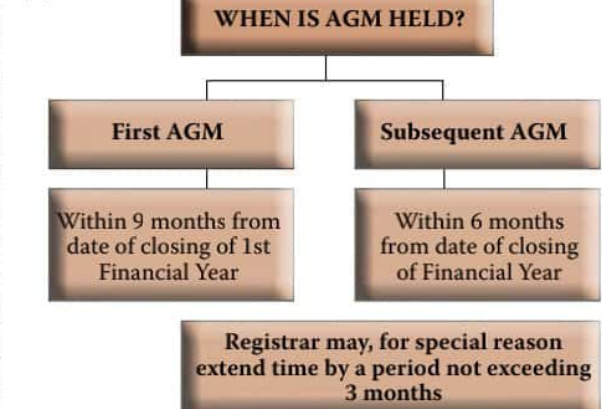 WHEN IS AGM HELD?
First AGM
Subsequent AGM
Within 9 months from
date of closing of 1st
Financial Year
Within 6 months
from date of closing
of Financial Year
Registrar may, for special reason
extend time by a period not exceeding
3 months